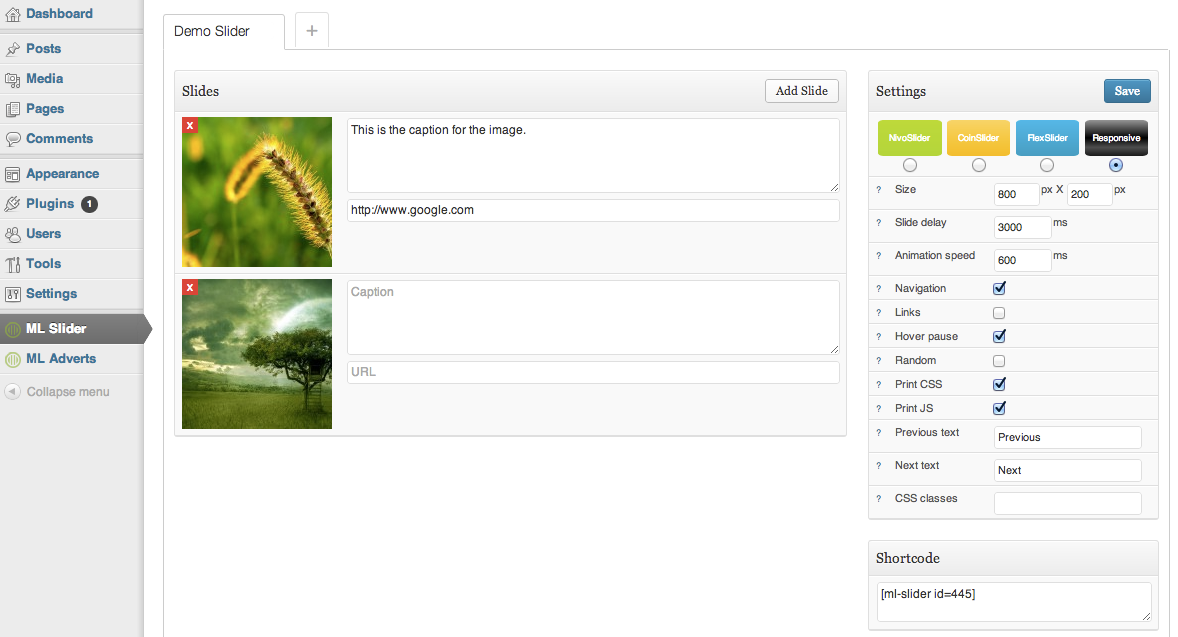 Dashboard
Posts
Media
Pages
Comments
Appearance
Plugins 1
Users
Tools
Settings
ML Slider
ML Adverts
Collapse menu
Demo Slider
+
Slides
Add Slide
x
This is the caption for the image.
http://www.google.com
x
Caption
URL
Settings
Save
NivoSlider CoinSlider FlexSlider Responsive
? Size 800 px X 200 px
? Slide delay 3000 ms
? Animation speed 600 ms
? Navigation
? Links
? Hover pause
? Random
? Print CSS
? Print JS
? Previous text Previous
? Next text Next
? CSS classes
Shortcode
[ml-slider id=445]